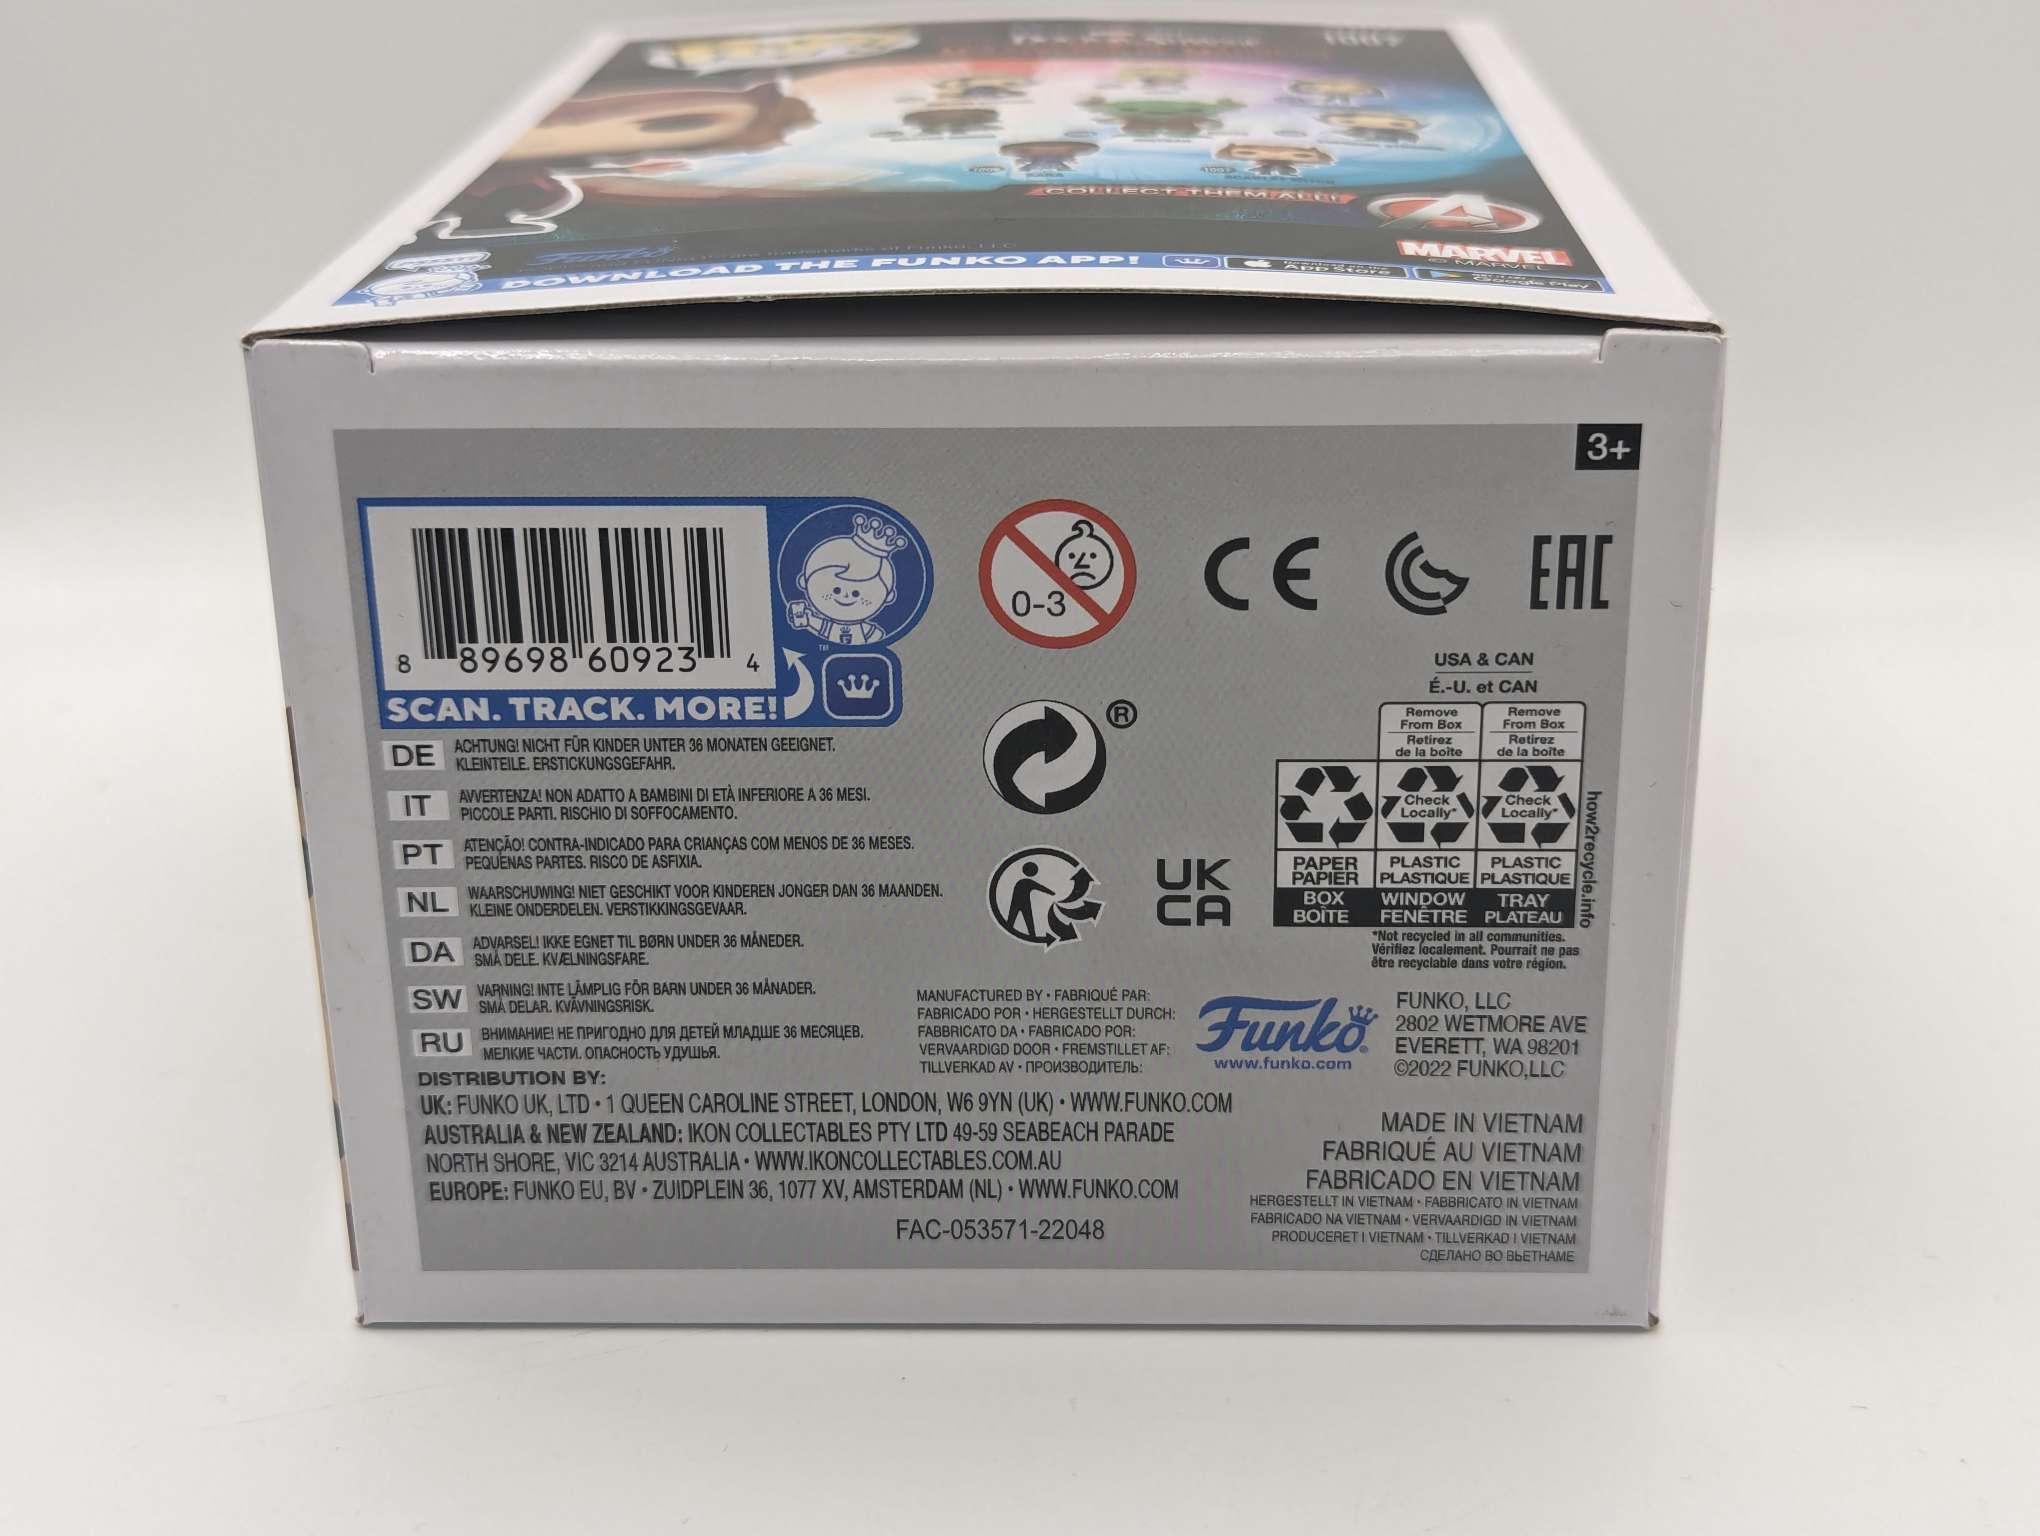 1007
COLLECT THEM ALL!
MARVEL
© MARVEL
DOWNLOAD THE FUNKO APP!
App Store
Google Play
3+
8 89698 60923 4
SCAN. TRACK. MORE!
TM
0-3
CE
EAC
®
UK
CA
USA & CAN
É.-U. et CAN
Remove From Box
Retirez de la boîte
Remove From Box
Retirez de la boîte
Check Locally*
Check Locally*
PAPER PAPIER
PLASTIC PLASTIQUE
PLASTIC PLASTIQUE
BOX BOÎTE
WINDOW FENÊTRE
TRAY PLATEAU
how2recycle.info
*Not recycled in all communities.
Vérifiez localement. Pourrait ne pas
être recyclable dans votre région.
DE ACHTUNG! NICHT FÜR KINDER UNTER 36 MONATEN GEEIGNET.
KLEINTEILE. ERSTICKUNGSGEFAHR.
IT AVVERTENZA! NON ADATTO A BAMBINI DI ETÀ INFERIORE A 36 MESI.
PICCOLE PARTI. RISCHIO DI SOFFOCAMENTO.
PT ATENÇÃO! CONTRA-INDICADO PARA CRIANÇAS COM MENOS DE 36 MESES.
PEQUENAS PARTES. RISCO DE ASFIXIA.
NL WAARSCHUWING! NIET GESCHIKT VOOR KINDEREN JONGER DAN 36 MAANDEN.
KLEINE ONDERDELEN. VERSTIKKINGSGEVAAR.
DA ADVARSEL! IKKE EGNET TIL BØRN UNDER 36 MÅNEDER.
SMÅ DELE. KVÆLNINGSFARE.
SW VARNING! INTE LÄMPLIG FÖR BARN UNDER 36 MÅNADER.
SMÅ DELAR. KVÄVNINGSRISK.
RU ВНИМАНИЕ! НЕ ПРИГОДНО ДЛЯ ДЕТЕЙ МЛАДШЕ 36 МЕСЯЦЕВ.
МЕЛКИЕ ЧАСТИ. ОПАСНОСТЬ УДУШЬЯ.
MANUFACTURED BY • FABRIQUÉ PAR:
FABRICADO POR • HERGESTELLT DURCH:
FABBRICATO DA • FABRICADO POR:
VERVAARDIGD DOOR • FREMSTILLET AF:
TILLVERKAD AV • ПРОИЗВОДИТЕЛЬ:
Funko
www.funko.com
FUNKO, LLC
2802 WETMORE AVE
EVERETT, WA 98201
©2022 FUNKO,LLC
DISTRIBUTION BY:
UK: FUNKO UK, LTD • 1 QUEEN CAROLINE STREET, LONDON, W6 9YN (UK) • WWW.FUNKO.COM
AUSTRALIA & NEW ZEALAND: IKON COLLECTABLES PTY LTD 49-59 SEABEACH PARADE
NORTH SHORE, VIC 3214 AUSTRALIA • WWW.IKONCOLLECTABLES.COM.AU
EUROPE: FUNKO EU, BV • ZUIDPLEIN 36, 1077 XV, AMSTERDAM (NL) • WWW.FUNKO.COM
FAC-053571-22048
MADE IN VIETNAM
FABRIQUÉ AU VIETNAM
FABRICADO EN VIETNAM
HERGESTELLT IN VIETNAM • FABBRICATO IN VIETNAM
FABRICADO NA VIETNAM • VERVAARDIGD IN VIETNAM
PRODUCERET I VIETNAM • TILLVERKAD I VIETNAM
СДЕЛАНО ВО ВЬЕТНАМЕ